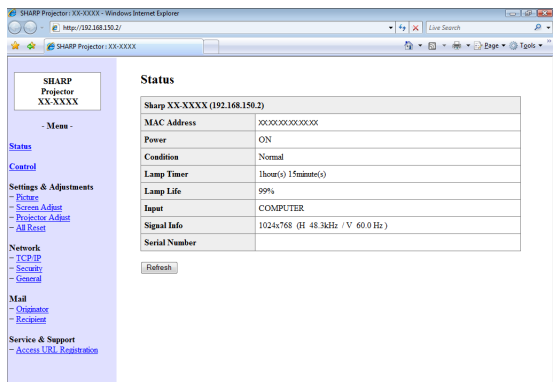 SHARP Projector : XX-XXXX - Windows Internet Explorer
http://192.168.150.2/
Live Search
SHARP Projector : XX-XXXX
Page
Tools
SHARP
Projector
XX-XXXX
- Menu -
Status
Control
Settings & Adjustments
− Picture
− Screen Adjust
− Projector Adjust
− All Reset
Network
− TCP/IP
− Security
− General
Mail
− Originator
− Recipient
Service & Support
− Access URL Registration
Status
Sharp XX-XXXX (192.168.150.2)
MAC Address XX:XX:XX:XX:XX:XX
Power ON
Condition Normal
Lamp Timer 1hour(s) 15minute(s)
Lamp Life 99%
Input COMPUTER
Signal Info 1024x768 (H 48.3kHz / V 60.0 Hz )
Serial Number
Refresh